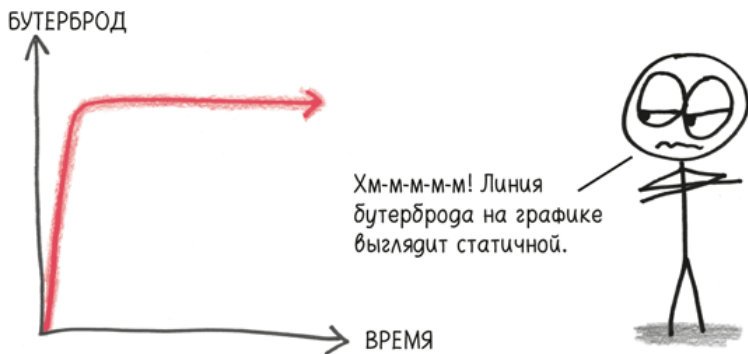 БУТЕРБРОД
Хм-м-м-м-м! Линия
бутерброда на графике
выглядит статичной.
ВРЕМЯ